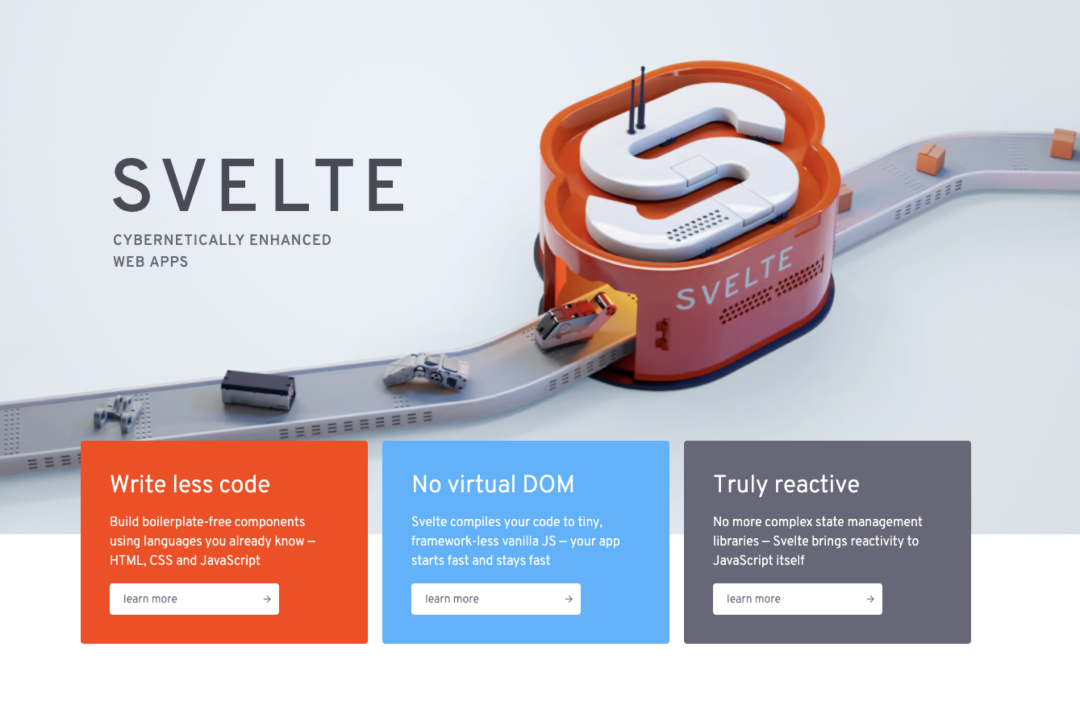 SVELTE
CYBERNETICALLY ENHANCED
WEB APPS
SVELTE
Write less code
Build boilerplate-free components
using languages you already know —
HTML, CSS and JavaScript
learn more →
No virtual DOM
Svelte compiles your code to tiny,
framework-less vanilla JS — your app
starts fast and stays fast
learn more →
Truly reactive
No more complex state management
libraries — Svelte brings reactivity to
JavaScript itself
learn more →